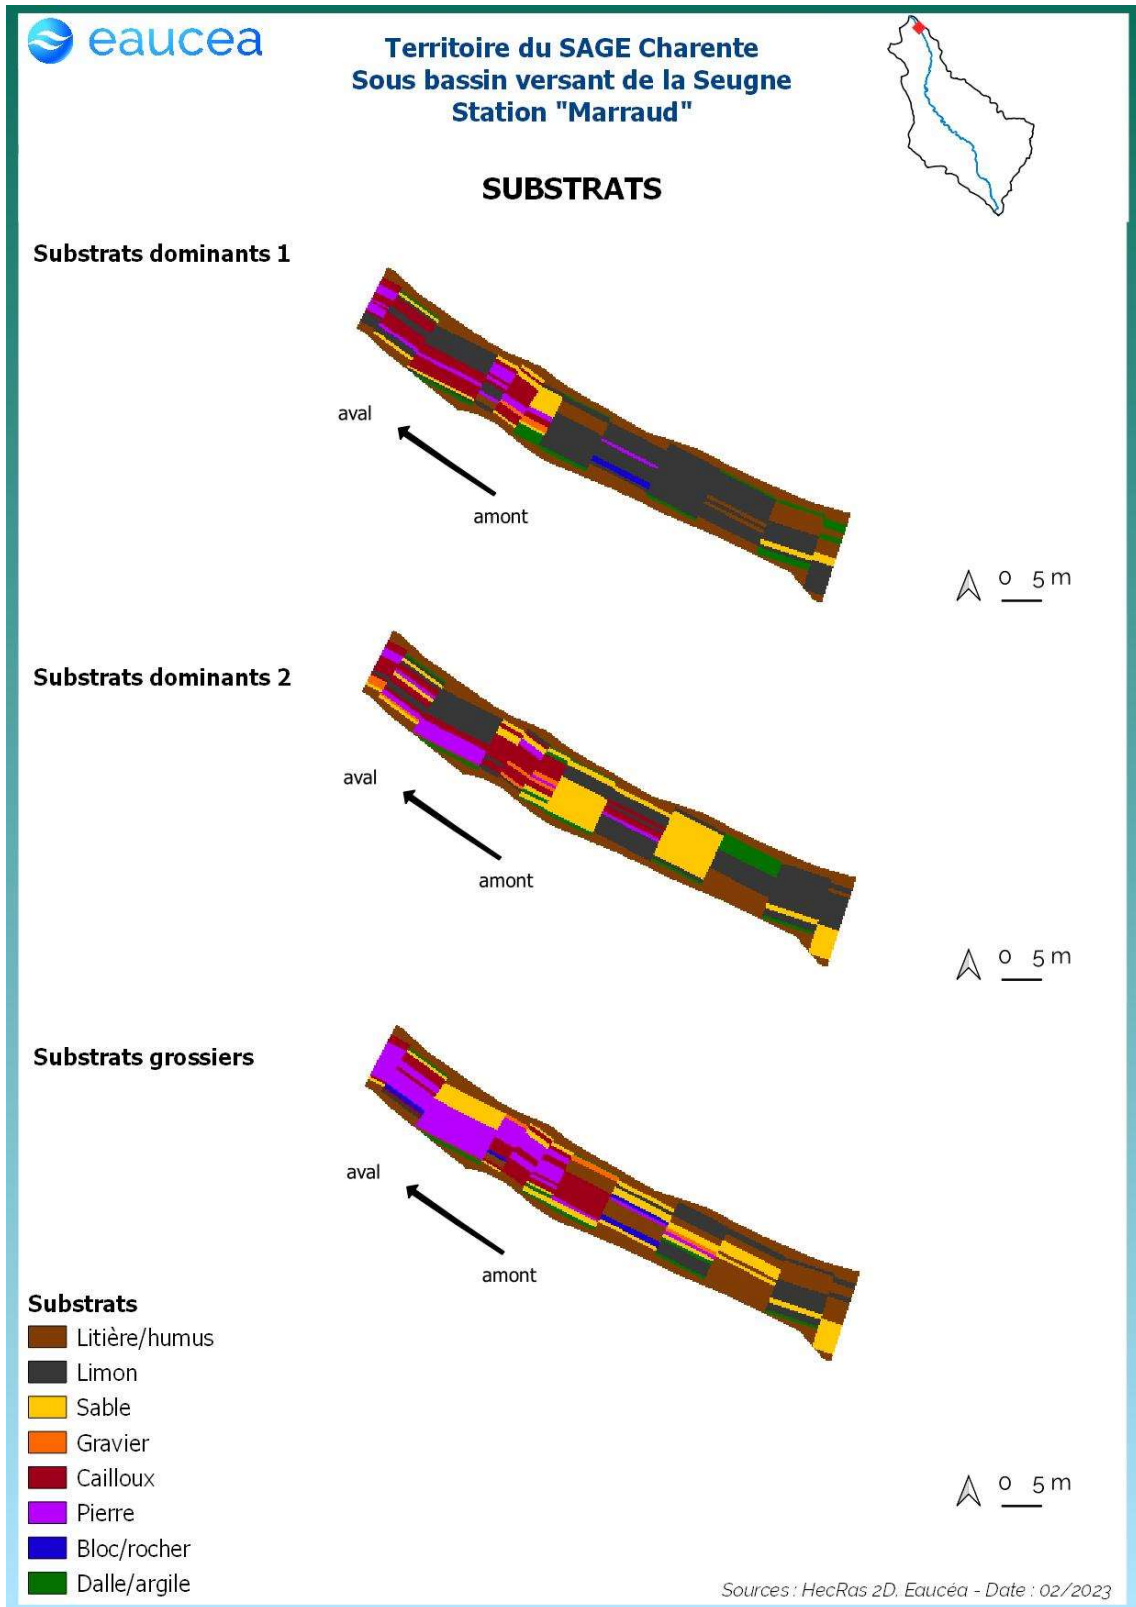 eaucea
Territoire du SAGE Charente
Sous bassin versant de la Seugne
Station "Marraud"
SUBSTRATS
Substrats dominants 1
aval
amont
0 5 m
Substrats dominants 2
aval
amont
0 5 m
Substrats grossiers
aval
amont
Substrats
Litière/humus
Limon
Sable
Gravier
Cailloux
Pierre
Bloc/rocher
Dalle/argile
0 5 m
Sources : HecRas 2D, Eaucéa - Date : 02/2023